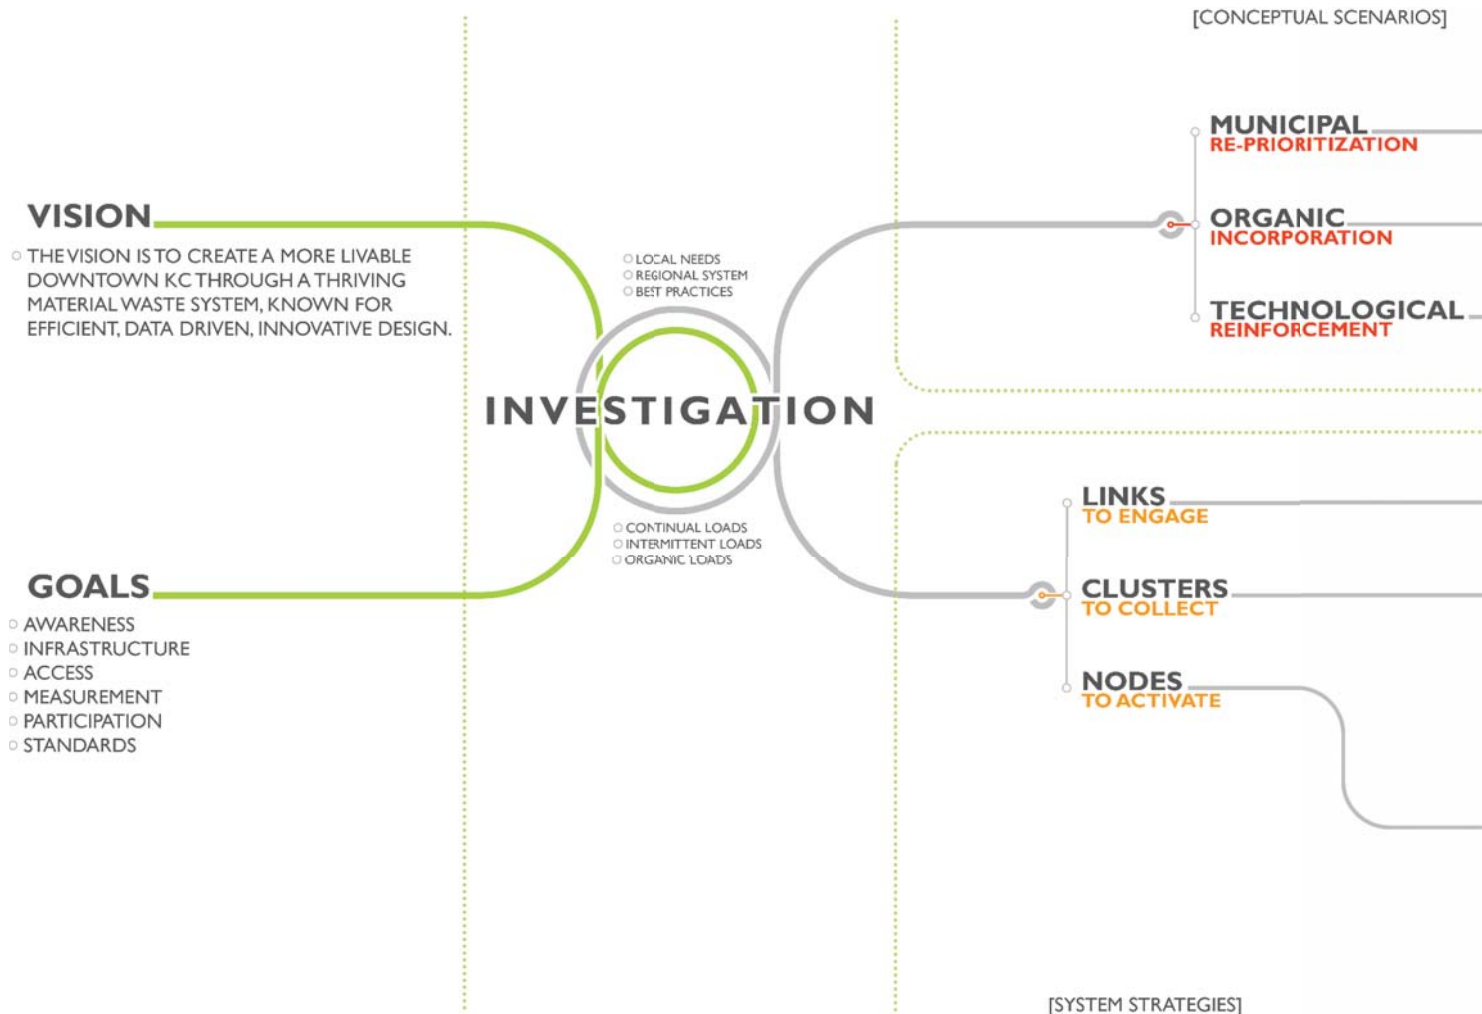 [CONCEPTUAL SCENARIOS]
VISION
THE VISION IS TO CREATE A MORE LIVABLE
DOWNTOWN KC THROUGH A THRIVING
MATERIAL WASTE SYSTEM, KNOWN FOR
EFFICIENT, DATA DRIVEN, INNOVATIVE DESIGN.
GOALS
AWARENESS
INFRASTRUCTURE
ACCESS
MEASUREMENT
PARTICIPATION
STANDARDS
LOCAL NEEDS
REGIONAL SYSTEM
BEST PRACTICES
INVESTIGATION
CONTINUAL LOADS
INTERMITTENT LOADS
ORGANIC LOADS
MUNICIPAL
RE-PRIORITIZATION
ORGANIC
INCORPORATION
TECHNOLOGICAL
REINFORCEMENT
LINKS
TO ENGAGE
CLUSTERS
TO COLLECT
NODES
TO ACTIVATE
[SYSTEM STRATEGIES]